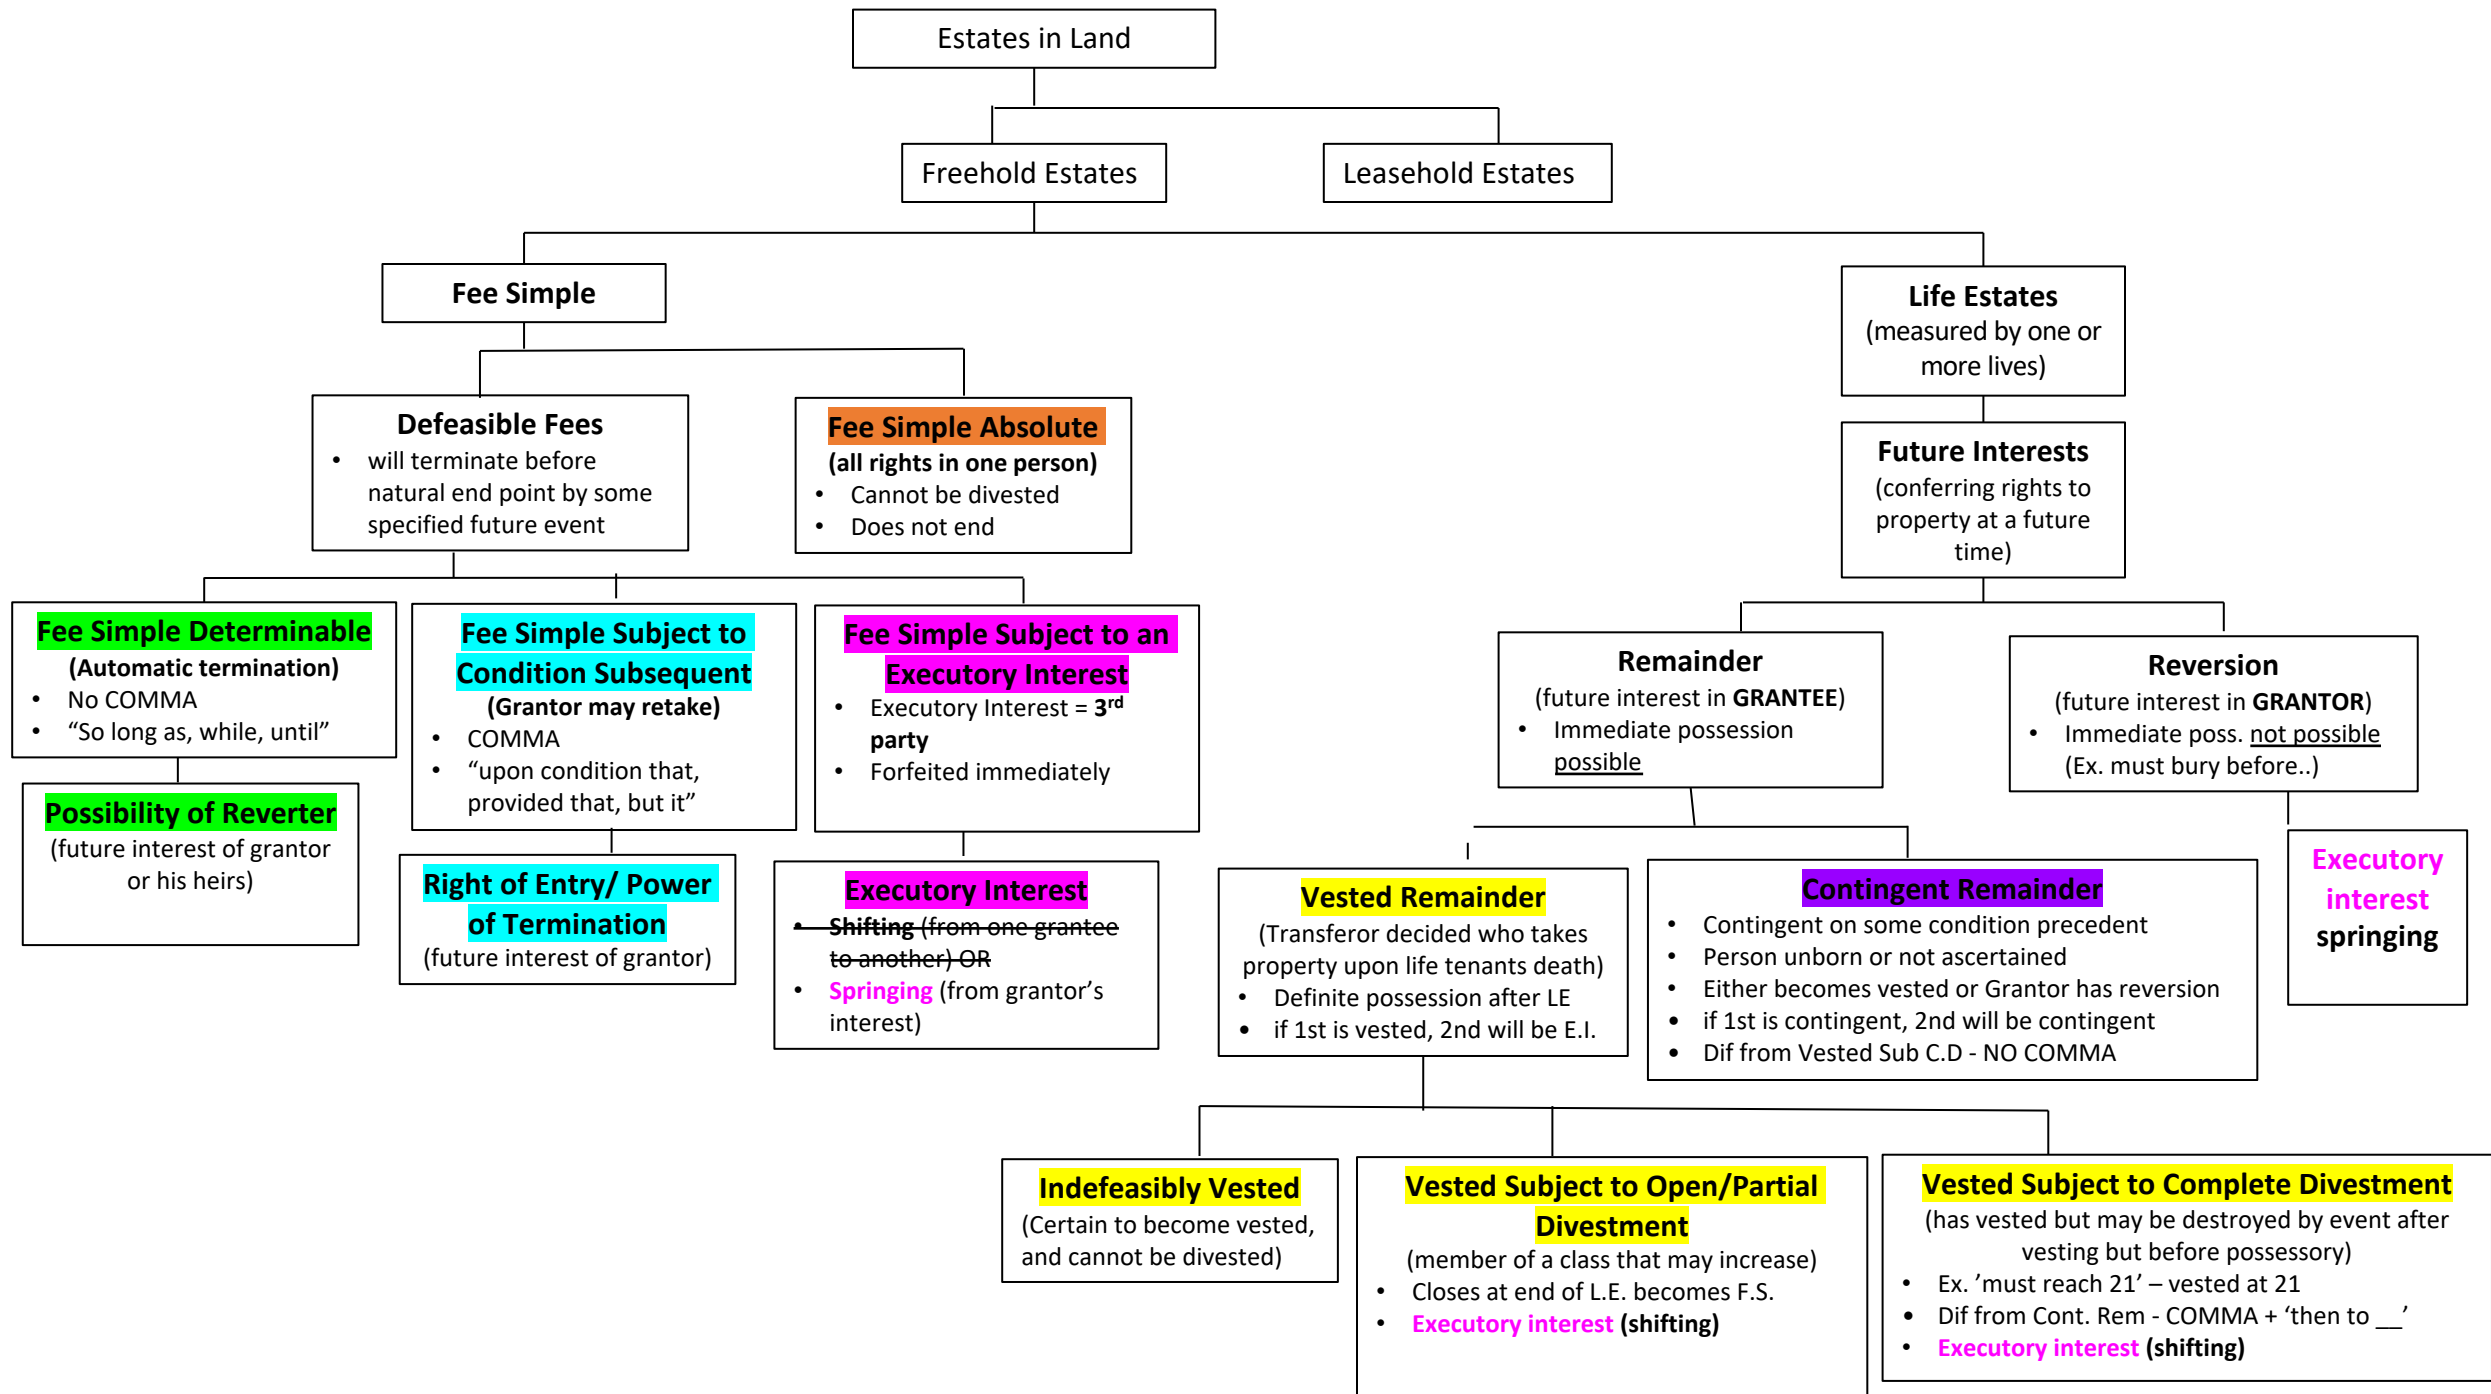 Estates in Land
Freehold Estates
Leasehold Estates
Fee Simple
Life Estates
(measured by one or
more lives)
Defeasible Fees
• will terminate before
natural end point by some
specified future event
Fee Simple Absolute
(all rights in one person)
• Cannot be divested
• Does not end
Future Interests
(conferring rights to
property at a future
time)
Fee Simple Determinable
(Automatic termination)
• No COMMA
• “So long as, while, until”
Fee Simple Subject to
Condition Subsequent
(Grantor may retake)
• COMMA
• “upon condition that,
provided that, but it”
Fee Simple Subject to an
Executory Interest
• Executory Interest = 3rd
party
• Forfeited immediately
Remainder
(future interest in GRANTEE)
• Immediate possession
possible
Reversion
(future interest in GRANTOR)
• Immediate poss. not possible
(Ex. must bury before..)
Possibility of Reverter
(future interest of grantor
or his heirs)
Right of Entry/ Power
of Termination
(future interest of grantor)
Executory Interest
• Shifting (from one grantee
to another) OR
• Springing (from grantor’s
interest)
Vested Remainder
(Transferor decided who takes
property upon life tenants death)
• Definite possession after LE
• if 1st is vested, 2nd will be E.I.
Contingent Remainder
• Contingent on some condition precedent
• Person unborn or not ascertained
• Either becomes vested or Grantor has reversion
• if 1st is contingent, 2nd will be contingent
• Dif from Vested Sub C.D - NO COMMA
Executory
interest
springing
Indefeasibly Vested
(Certain to become vested,
and cannot be divested)
Vested Subject to Open/Partial
Divestment
(member of a class that may increase)
• Closes at end of L.E. becomes F.S.
• Executory interest (shifting)
Vested Subject to Complete Divestment
(has vested but may be destroyed by event after
vesting but before possessory)
• Ex. ’must reach 21’ – vested at 21
• Dif from Cont. Rem - COMMA + ‘then to __’
• Executory interest (shifting)